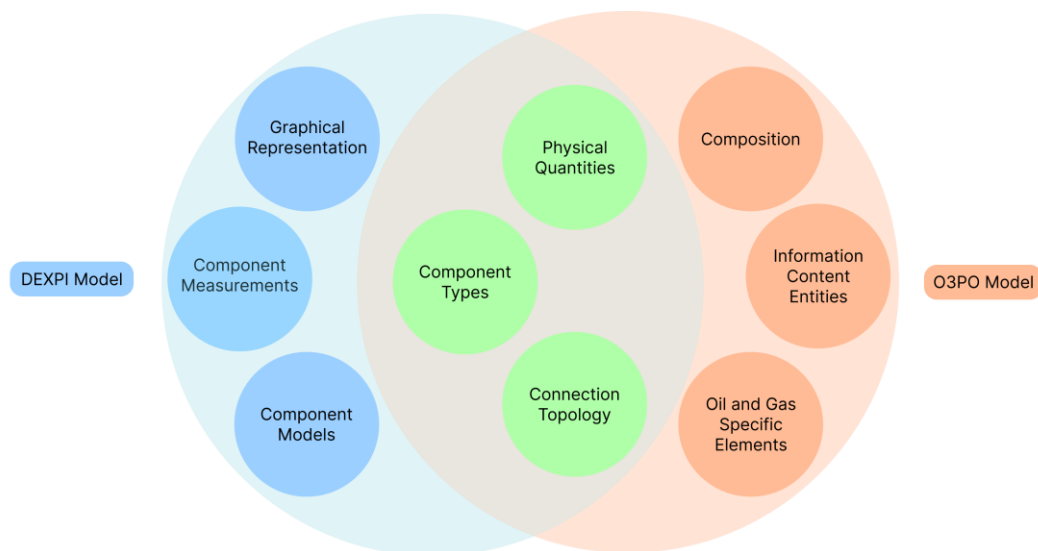 DEXPI Model
Graphical
Representation
Component
Measurements
Component
Models
Physical
Quantities
Component
Types
Connection
Topology
Composition
Information
Content
Entities
Oil and Gas
Specific
Elements
O3PO Model